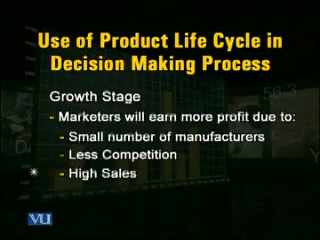 Use of Product Life Cycle in
Decision Making Process
Growth Stage
- Marketers will earn more profit due to:
- Small number of manufacturers
- Less Competition
* - High Sales
VU